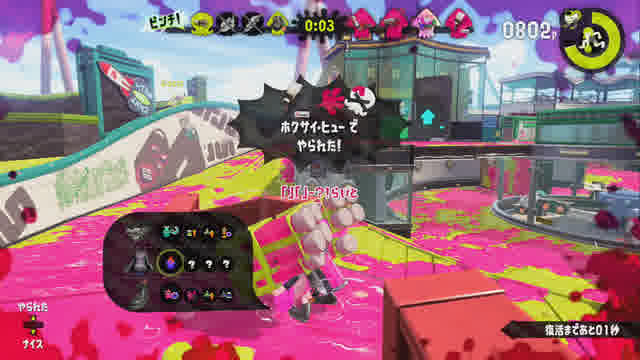 ピンチ!
0:03
0802p
ホクサイ・ヒューで
やられた!
? ? ?
やられた
ナイス
復活まであと01秒